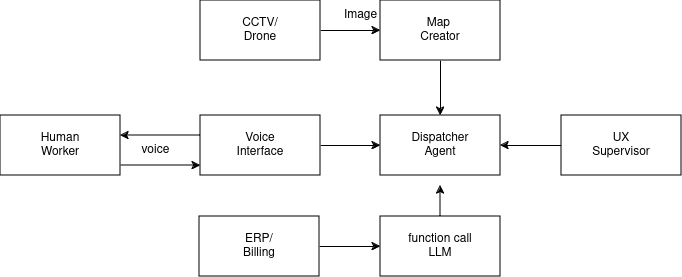 CCTV/
Drone
Image
Map
Creator
Human
Worker
voice
Voice
Interface
Dispatcher
Agent
UX
Supervisor
ERP/
Billing
function call
LLM